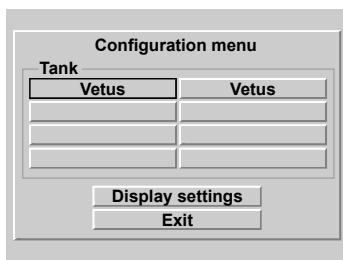 Configuration menu
Tank
Vetus Vetus
Display settings
Exit